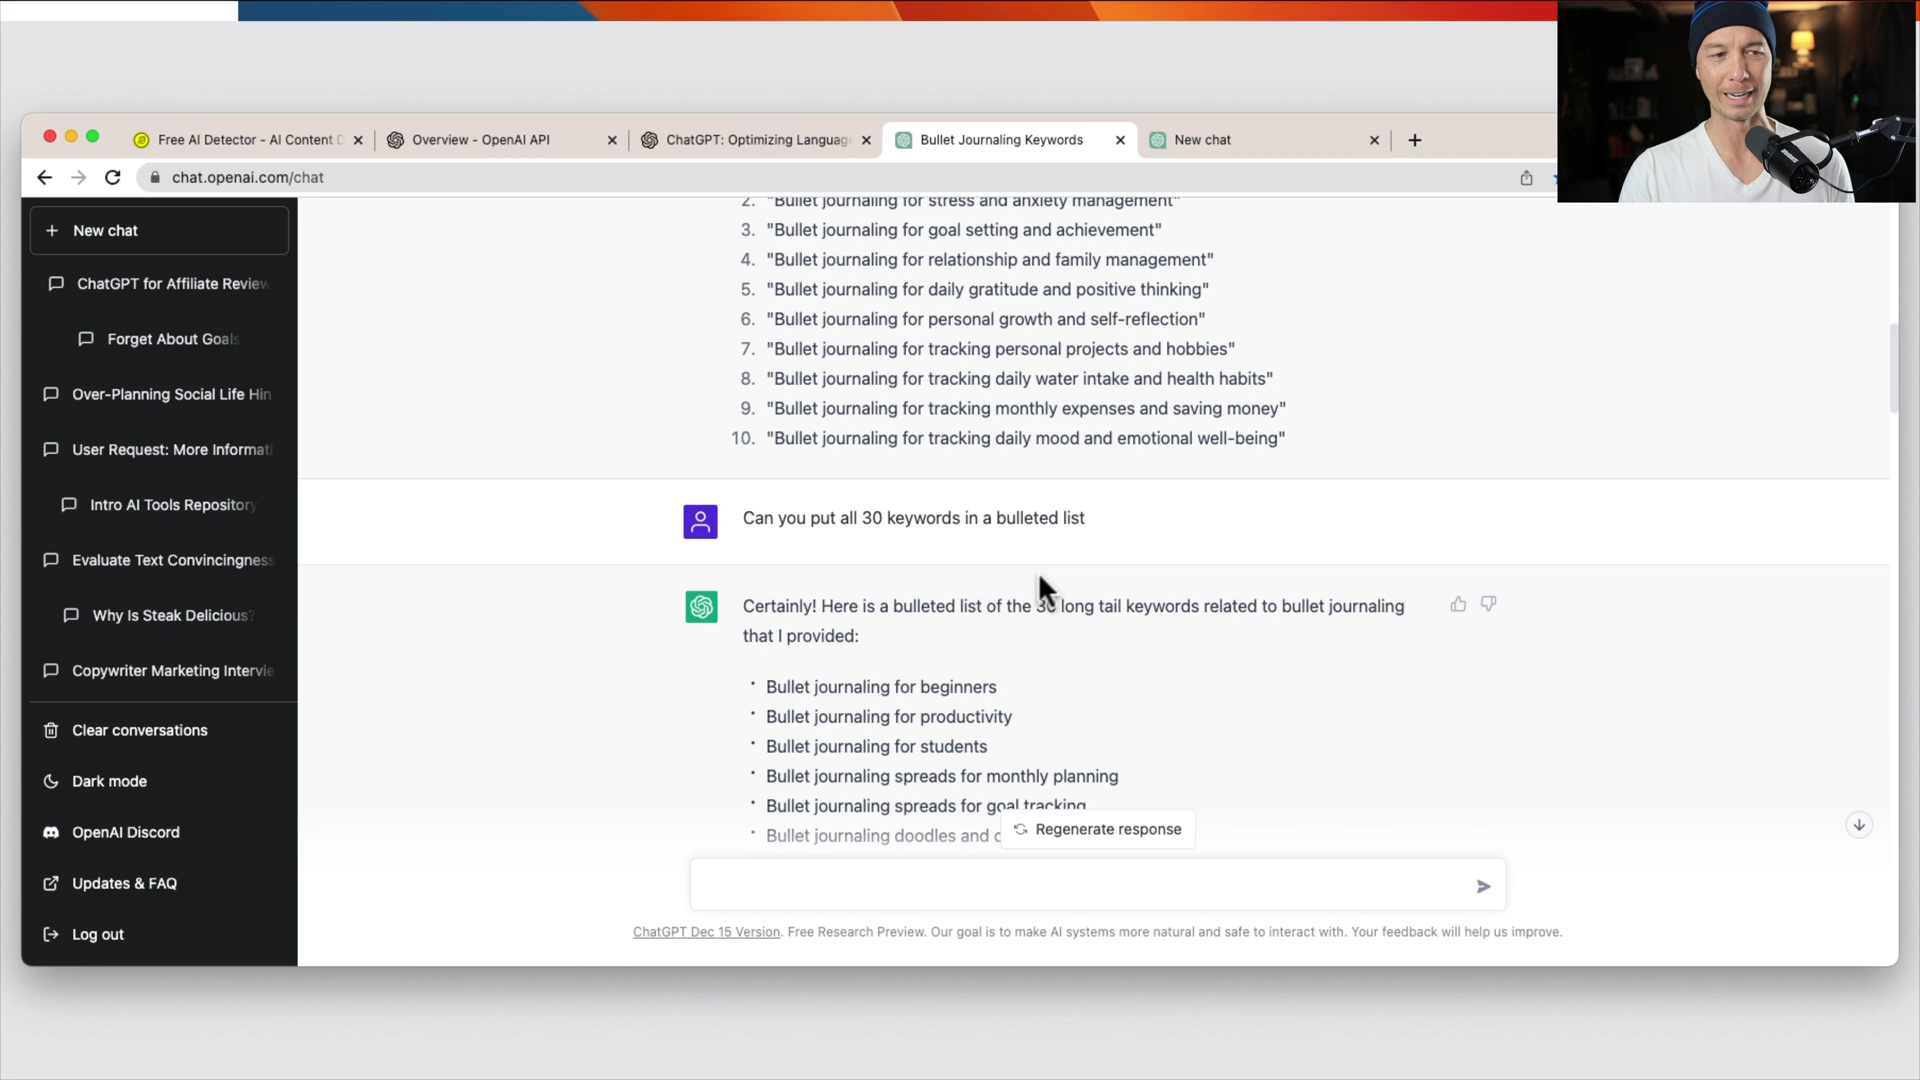 Free AI Detector - AI Content D
Overview - OpenAI API
ChatGPT: Optimizing Languag
Bullet Journaling Keywords
New chat
chat.openai.com/chat
New chat
ChatGPT for Affiliate Review
Forget About Goals
Over-Planning Social Life Hin
User Request: More Informati
Intro AI Tools Repository
Evaluate Text Convincingness
Why Is Steak Delicious?
Copywriter Marketing Intervie
Clear conversations
Dark mode
OpenAI Discord
Updates & FAQ
Log out
2. "Bullet journaling for stress and anxiety management"
3. "Bullet journaling for goal setting and achievement"
4. "Bullet journaling for relationship and family management"
5. "Bullet journaling for daily gratitude and positive thinking"
6. "Bullet journaling for personal growth and self-reflection"
7. "Bullet journaling for tracking personal projects and hobbies"
8. "Bullet journaling for tracking daily water intake and health habits"
9. "Bullet journaling for tracking monthly expenses and saving money"
10. "Bullet journaling for tracking daily mood and emotional well-being"
Can you put all 30 keywords in a bulleted list
Certainly! Here is a bulleted list of the 30 long tail keywords related to bullet journaling
that I provided:
• Bullet journaling for beginners
• Bullet journaling for productivity
• Bullet journaling for students
• Bullet journaling spreads for monthly planning
• Bullet journaling spreads for goal tracking
• Bullet journaling doodles and
Regenerate response
ChatGPT Dec 15 Version. Free Research Preview. Our goal is to make AI systems more natural and safe to interact with. Your feedback will help us improve.